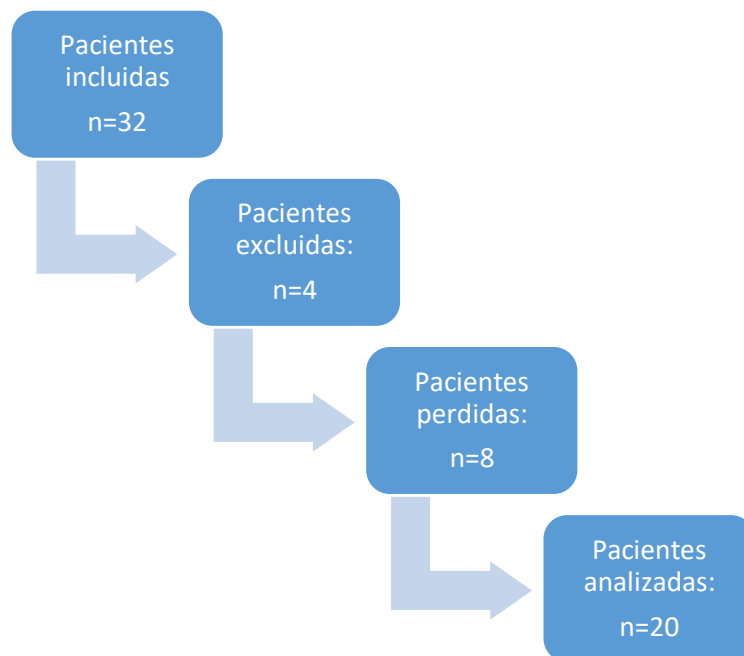 Pacientes
incluidas
n=32
Pacientes
excluidas:
n=4
Pacientes
perdidas:
n=8
Pacientes
analizadas:
n=20